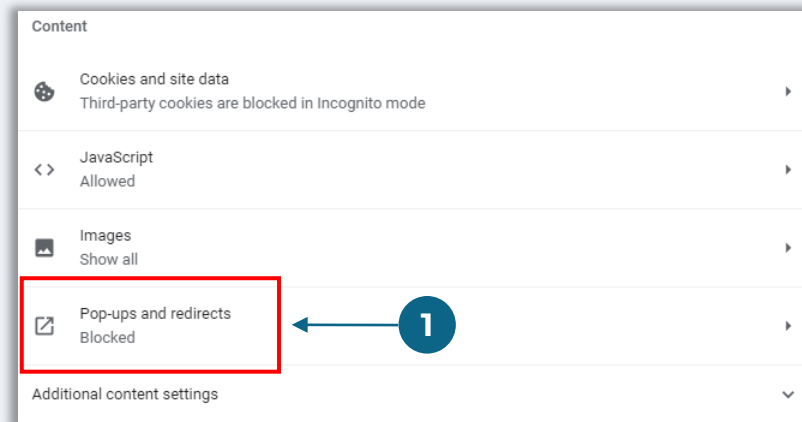 Content
Cookies and site data
Third-party cookies are blocked in Incognito mode
JavaScript
Allowed
Images
Show all
Pop-ups and redirects
Blocked
1
Additional content settings